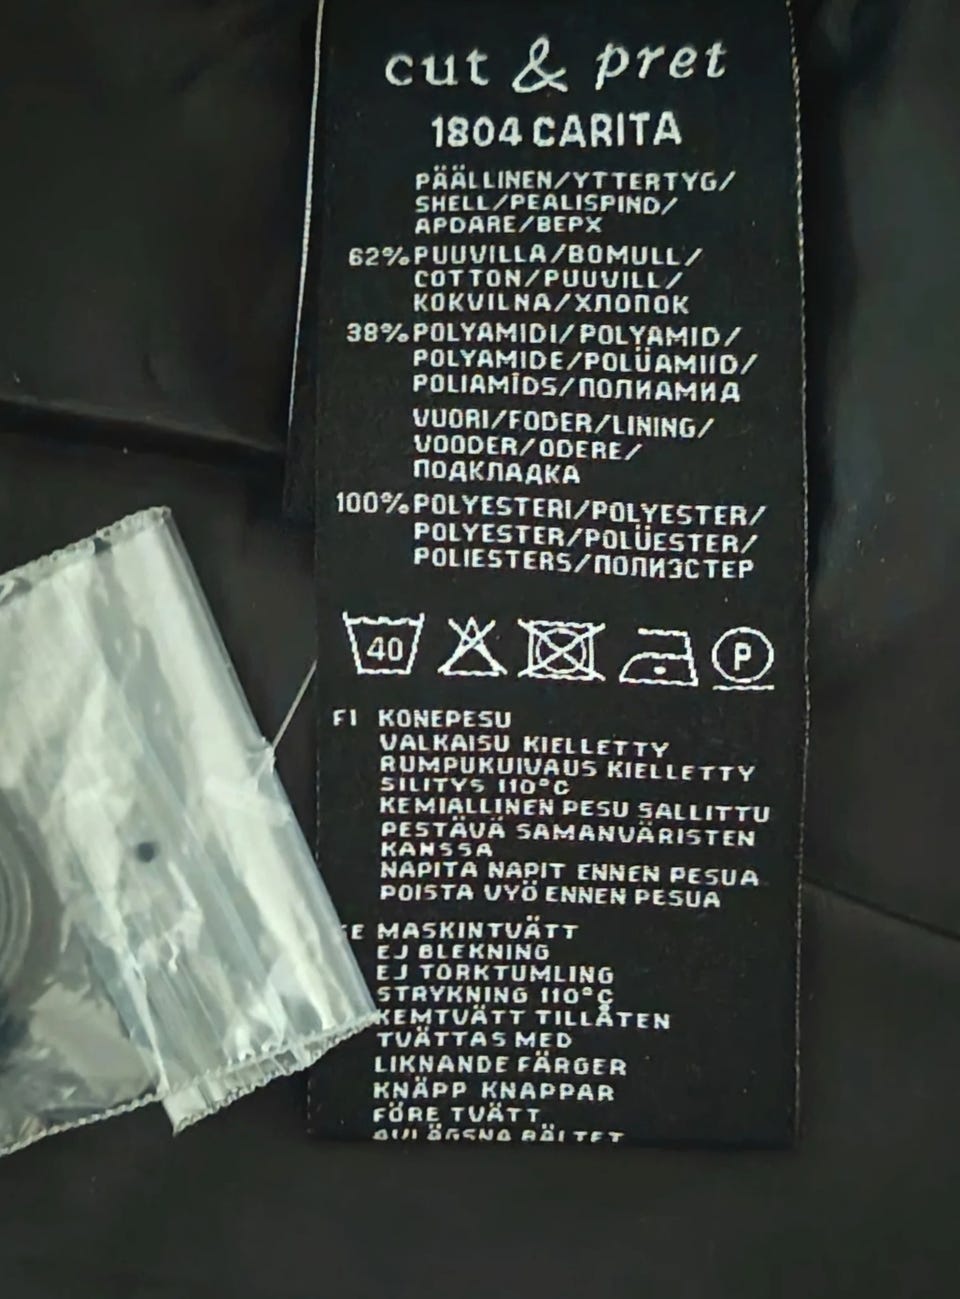 cut & pret
1804 CARITA
PÄÄLLINEN/YTTERTYG/
SHELL/PEALISPIND/
APDARE/ВЕРХ
62% PUUVILLA/BOMULL/
COTTON/PUUVILL/
KOKVILNA/ХЛОПОК
38% POLYAMIDI/POLYAMID/
POLYAMIDE/POLÜAMIID/
POLIAMĪDS/ПОЛИАМИД
VUORI/FODER/LINING/
VOODER/ODERE/
ПОДКЛАДКА
100% POLYESTERI/POLYESTER/
POLYESTER/POLÜESTER/
POLIESTERS/ПОЛИЭСТЕР
40 P
FI KONEPESU
VALKAISU KIELLETTY
RUMPUKUIVAUS KIELLETTY
SILITYS 110°C
KEMIALLINEN PESU SALLITTU
PESTÄVÄ SAMANVÄRISTEN
KANSSA
NAPITA NAPIT ENNEN PESUA
POISTA VYÖ ENNEN PESUA
SE MASKINTVÄTT
EJ BLEKNING
EJ TORKTUMLING
STRYKNING 110°C
KEMTVÄTT TILLÅTEN
TVÄTTAS MED
LIKNANDE FÄRGER
KNÄPP KNAPPAR
FÖRE TVÄTT
AVLÄGSNA BÄLTET